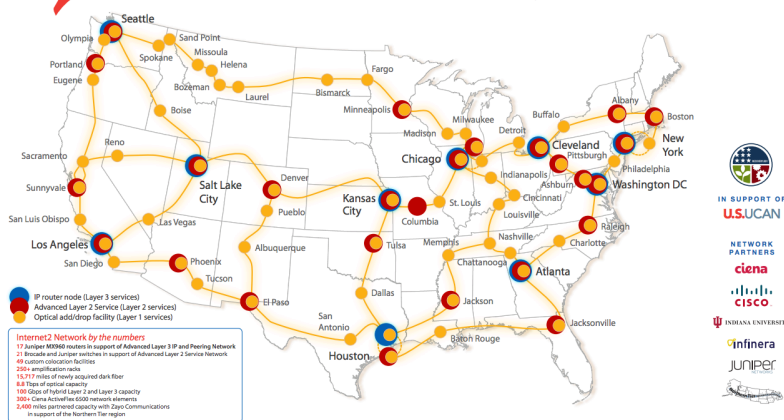 Seattle
Olympia
Spokane
Sand Point
Missoula
Helena
Portland
Eugene
Bozeman
Laurel
Bismarck
Fargo
Minneapolis
Boise
Madison
Milwaukee
Detroit
Buffalo
Albany
Boston
Reno
Sacramento
Chicago
Cleveland
New
York
Pittsburgh
Philadelphia
Salt Lake
City
Denver
Kansas
City
Indianapolis
Ashburn
Washington DC
Sunnyvale
Cincinnati
St. Louis
Columbia
Louisville
Pueblo
San Luis Obispo
Las Vegas
Raleigh
Los Angeles
Albuquerque
Tulsa
Memphis
Nashville
Charlotte
San Diego
Phoenix
Chattanooga
Atlanta
Tucson
Dallas
El Paso
Jackson
San
Antonio
Baron Rouge
Jacksonville
Houston
IP router node (Layer 3 services)
Advanced Layer 2 Service (Layer 2 services)
Optical add/drop facility (Layer 1 services)
Internet2 Network by the numbers
17 Juniper MX960 routers in support of Advanced Layer 3 IP and Peering Network
21 Brocade and Juniper switches in support of Advanced Layer 2 Service Network
49 custom colocation facilities
250+ amplification racks
15,717 miles of newly acquired dark fiber
8.8 Tbps of optical capacity
100 Gbps of hybrid Layer 2 and Layer 3 capacity
300+ Ciena ActiveFlex 6500 network elements
2,400 miles partnered capacity with Zayo Communications
in support of the Northern Tier region
IN SUPPORT OF
U.S.UCAN
NETWORK
PARTNERS
ciena
CISCO
INDIANA UNIVERSITY
infinera
JUNIPER
NETWORKS